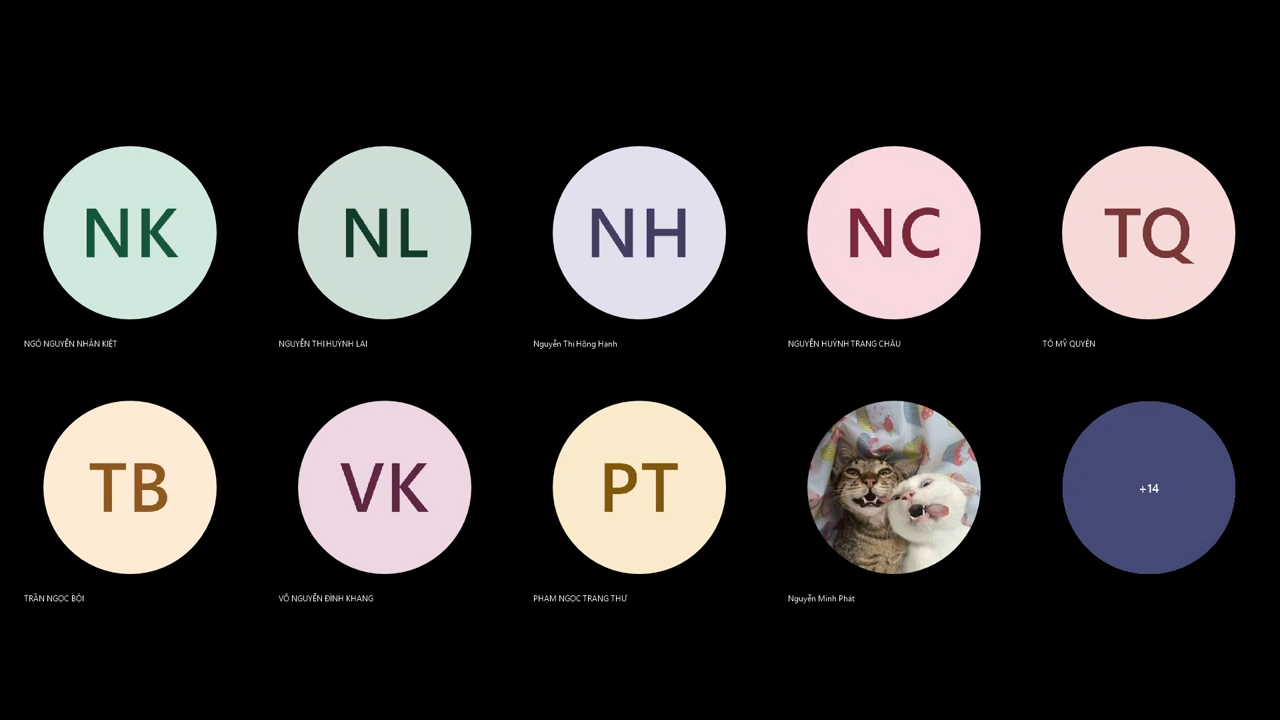 NK
NL
NH
NC
TQ
NGÔ NGUYỄN NHÂN KIỆT
NGUYỄN THỊ HUỲNH LAI
Nguyễn Thị Hồng Hạnh
NGUYỄN HUỲNH TRANG CHÂU
TÔ MỸ QUYÊN
TB
VK
PT
+14
TRẦN NGỌC BỘI
VÕ NGUYỄN ĐÌNH KHANG
PHẠM NGỌC TRANG THƯ
Nguyễn Minh Phát